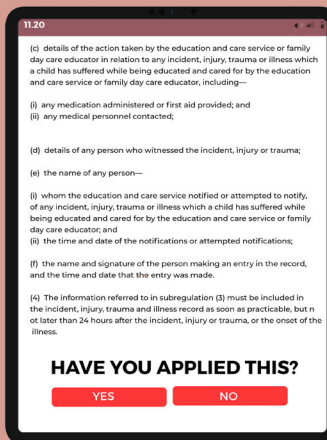 11.20
(c) details of the action taken by the education and care service or family
day care educator in relation to any incident, injury, trauma or illness which
a child has suffered while being educated and cared for by the education
and care service or family day care educator, including—
(i) any medication administered or first aid provided; and
(ii) any medical personnel contacted;
(d) details of any person who witnessed the incident, injury or trauma;
(e) the name of any person—
(i) whom the education and care service notified or attempted to notify,
of any incident, injury, trauma or illness which a child has suffered while
being educated and cared for by the education and care service or family
day care educator; and
(ii) the time and date of the notifications or attempted notifications;
(f) the name and signature of the person making an entry in the record,
and the time and date that the entry was made.
(4) The information referred to in subregulation (3) must be included in
the incident, injury, trauma and illness record as soon as practicable, but n
ot later than 24 hours after the incident, injury or trauma, or the onset of the
illness.
HAVE YOU APPLIED THIS?
YES
NO